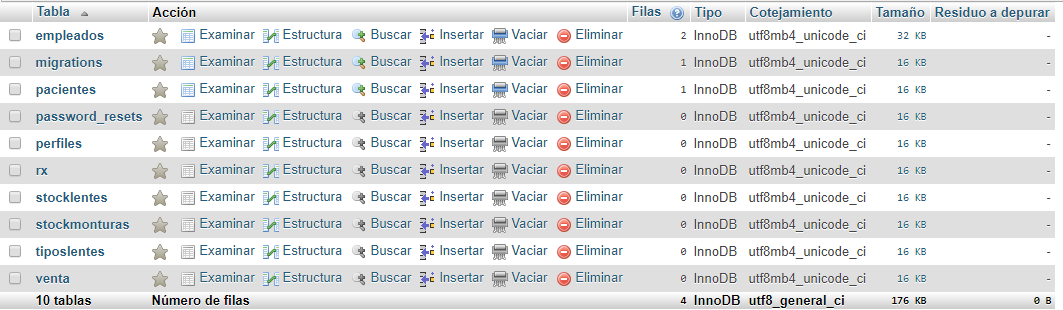 Tabla Acción Filas Tipo Cotejamiento Tamaño Residuo a depurar
empleados Examinar Estructura Buscar Insertar Vaciar Eliminar 2 InnoDB utf8mb4_unicode_ci 32 KB -
migrations Examinar Estructura Buscar Insertar Vaciar Eliminar 1 InnoDB utf8mb4_unicode_ci 16 KB -
pacientes Examinar Estructura Buscar Insertar Vaciar Eliminar 1 InnoDB utf8mb4_unicode_ci 16 KB -
password_resets Examinar Estructura Buscar Insertar Vaciar Eliminar 0 InnoDB utf8mb4_unicode_ci 16 KB -
perfiles Examinar Estructura Buscar Insertar Vaciar Eliminar 0 InnoDB utf8mb4_unicode_ci 16 KB -
rx Examinar Estructura Buscar Insertar Vaciar Eliminar 0 InnoDB utf8mb4_unicode_ci 16 KB -
stocklentes Examinar Estructura Buscar Insertar Vaciar Eliminar 0 InnoDB utf8mb4_unicode_ci 16 KB -
stockmonturas Examinar Estructura Buscar Insertar Vaciar Eliminar 0 InnoDB utf8mb4_unicode_ci 16 KB -
tiposlentes Examinar Estructura Buscar Insertar Vaciar Eliminar 0 InnoDB utf8mb4_unicode_ci 16 KB -
venta Examinar Estructura Buscar Insertar Vaciar Eliminar 0 InnoDB utf8mb4_unicode_ci 16 KB -
10 tablas Número de filas 4 InnoDB utf8_general_ci 176 KB 0 B